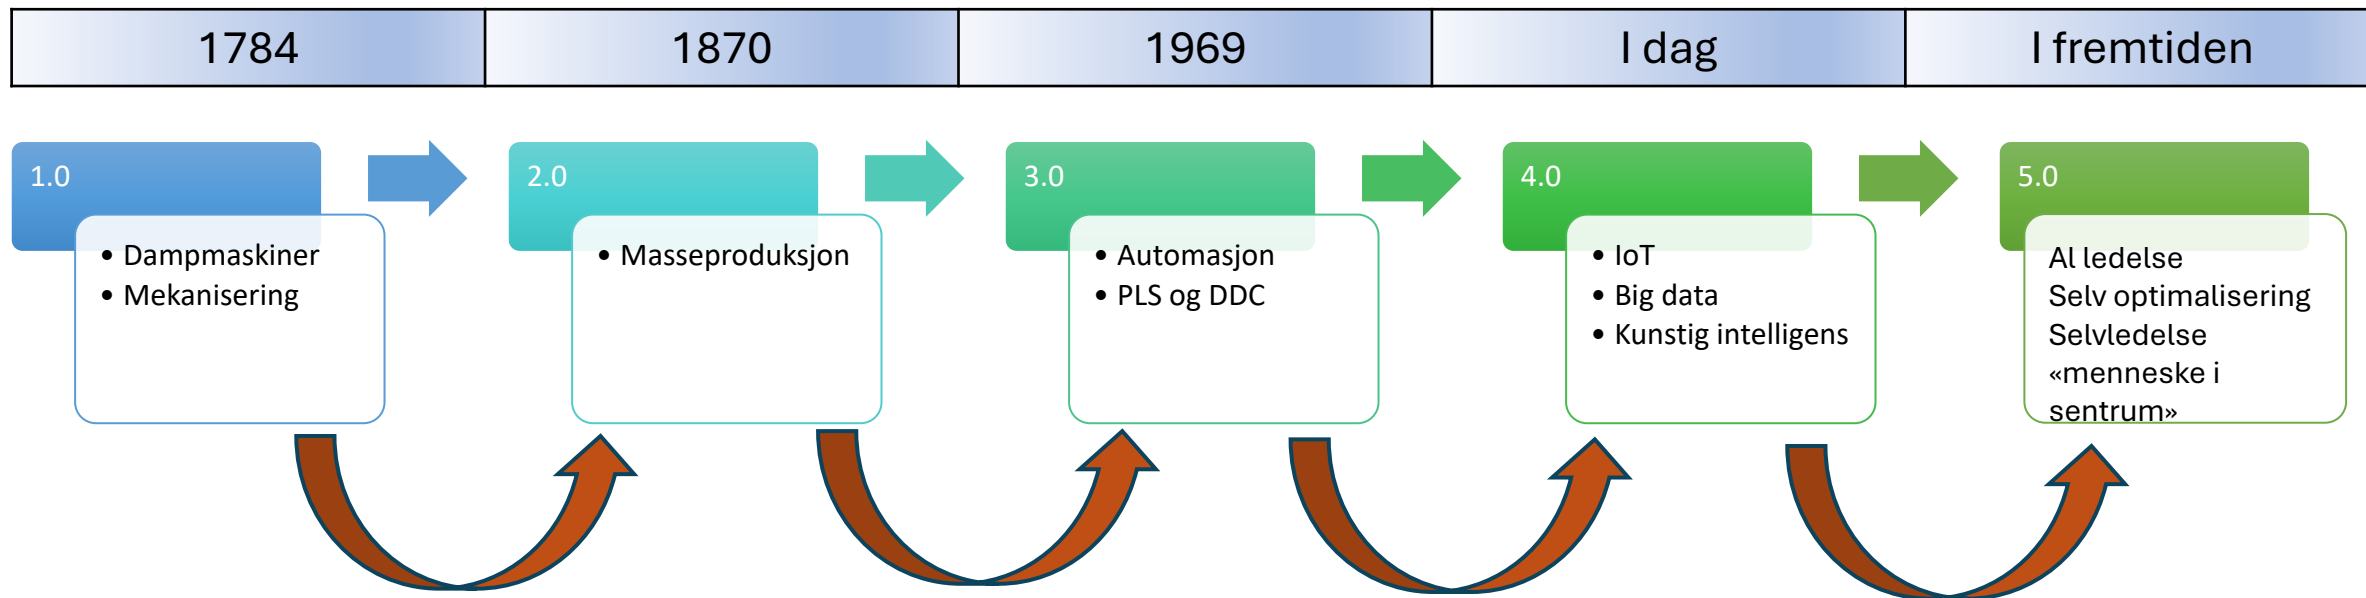 1784
1870
1969
I dag
I fremtiden
1.0
• Dampmaskiner
• Mekanisering
2.0
• Masseproduksjon
3.0
• Automasjon
• PLS og DDC
4.0
• IoT
• Big data
• Kunstig intelligens
5.0
Al ledelse
Selv optimalisering
Selvledelse
«menneske i
sentrum»